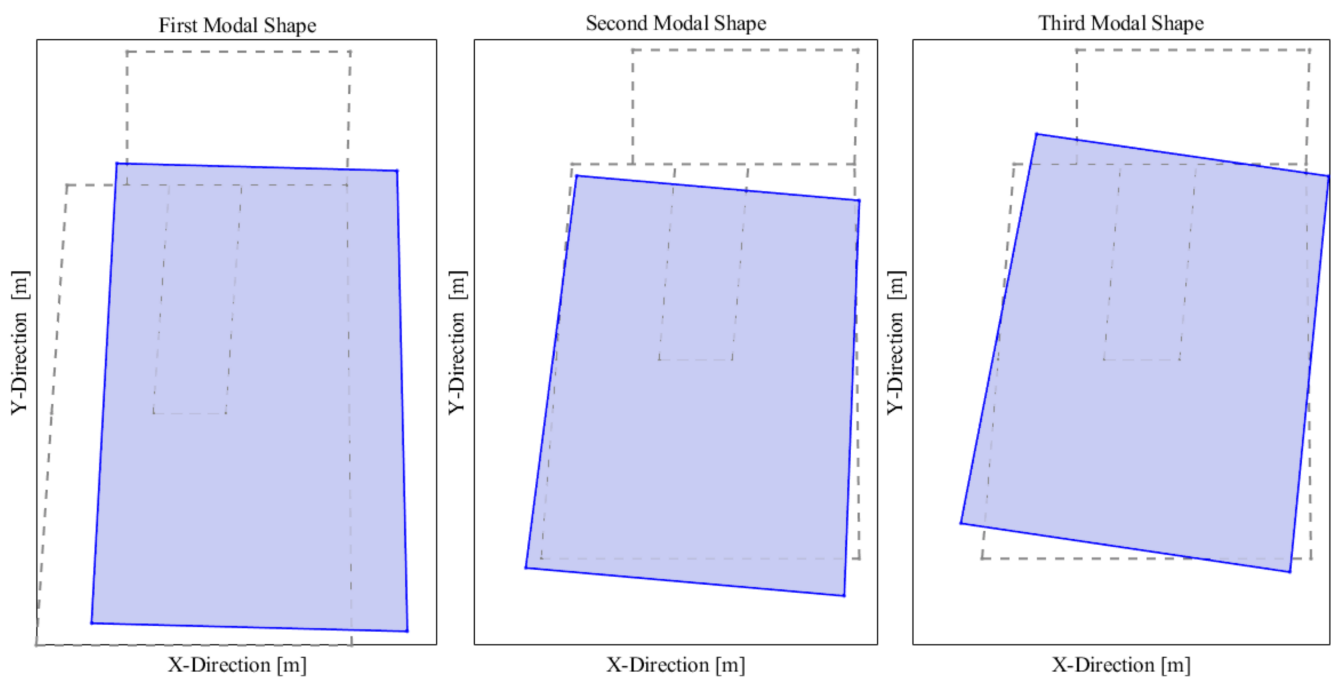 First Modal Shape
Second Modal Shape
Third Modal Shape
Y-Direction [m]
Y-Direction [m]
Y-Direction [m]
X-Direction [m]
X-Direction [m]
X-Direction [m]